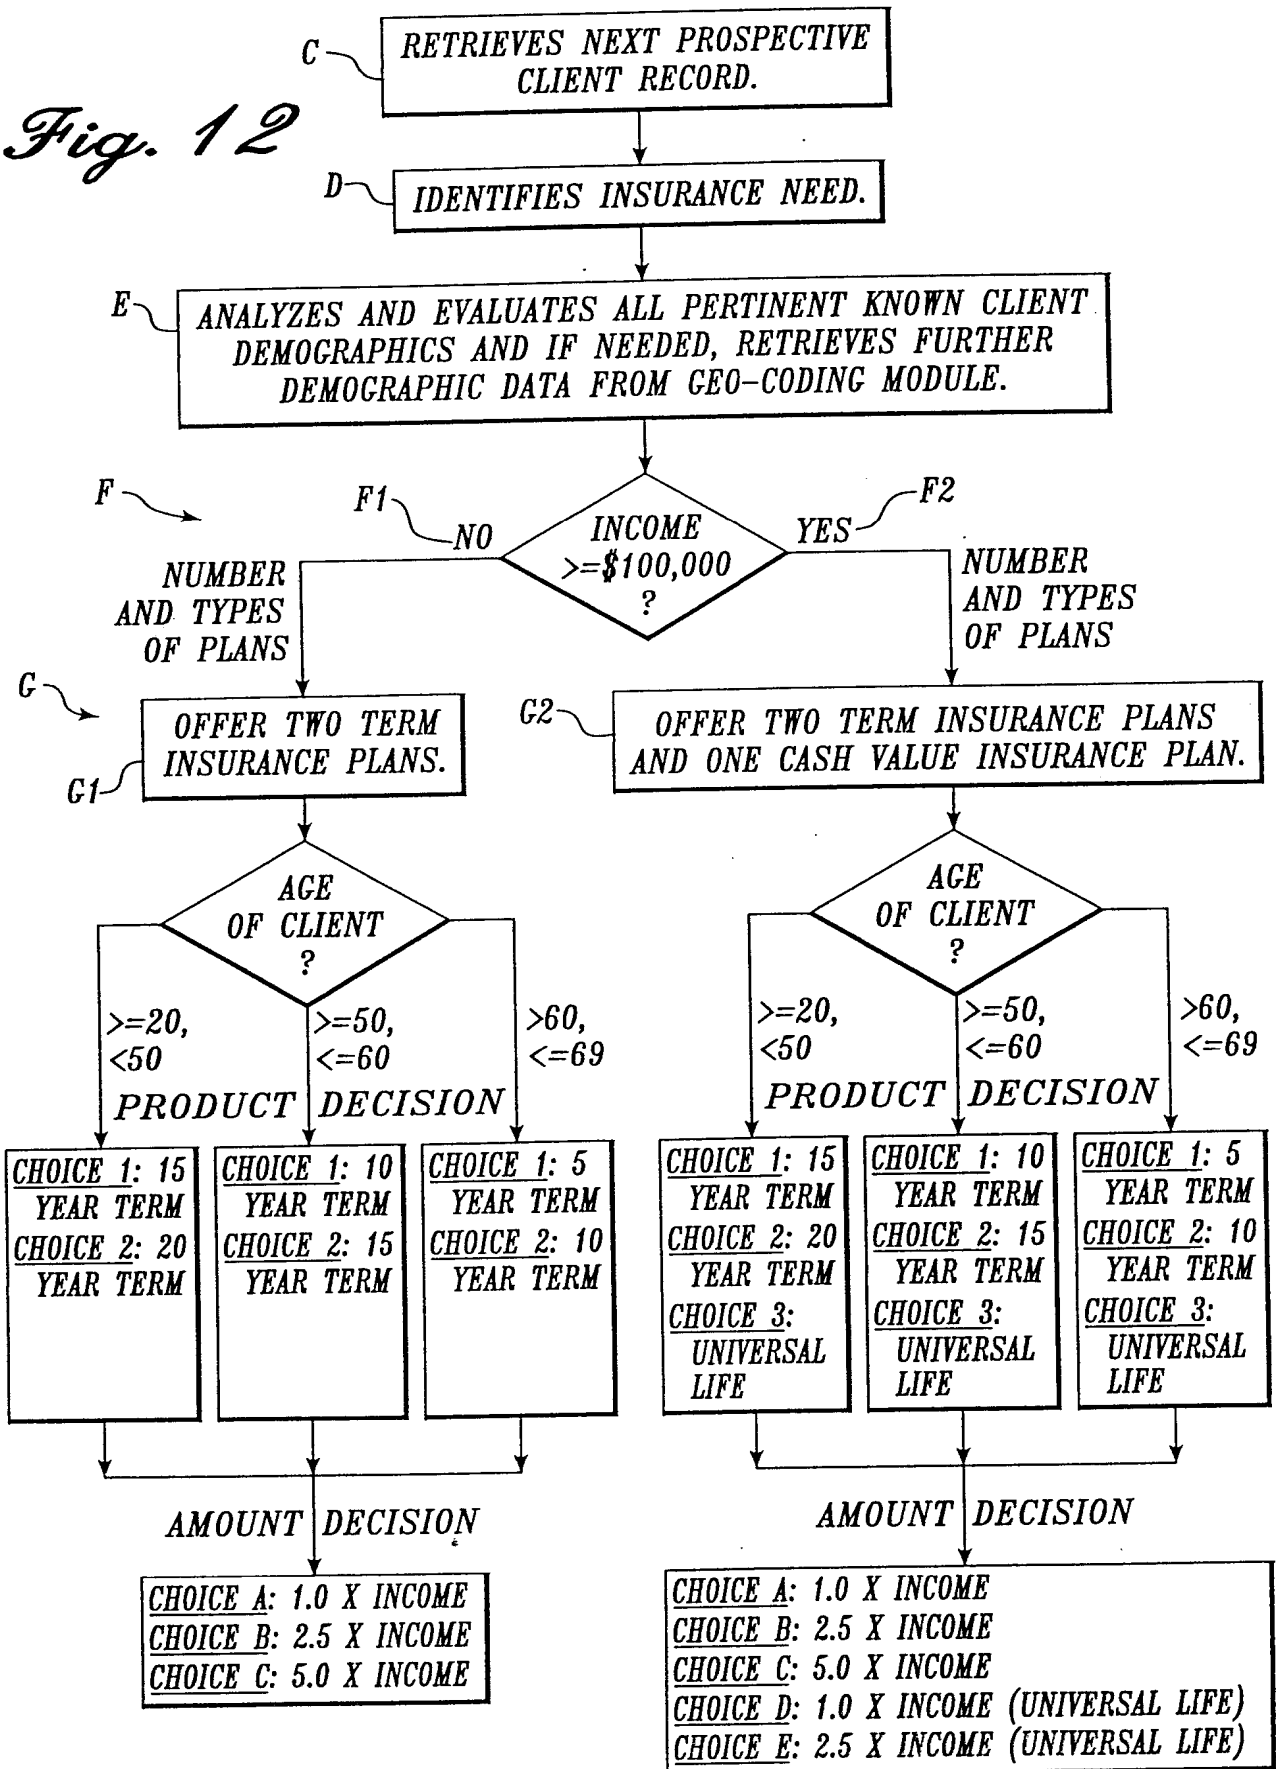 C
RETRIEVES NEXT PROSPECTIVE
CLIENT RECORD.
Fig. 12
D
IDENTIFIES INSURANCE NEED.
E
ANALYZES AND EVALUATES ALL PERTINENT KNOWN CLIENT
DEMOGRAPHICS AND IF NEEDED, RETRIEVES FURTHER
DEMOGRAPHIC DATA FROM GEO-CODING MODULE.
F
F1
NO
INCOME
>=$100,000
?
YES
F2
NUMBER
AND TYPES
OF PLANS
NUMBER
AND TYPES
OF PLANS
G
G1
OFFER TWO TERM
INSURANCE PLANS.
G2
OFFER TWO TERM INSURANCE PLANS
AND ONE CASH VALUE INSURANCE PLAN.
AGE
OF CLIENT
?
>=20,
<50
>=50,
<=60
>60,
<=69
PRODUCT DECISION
CHOICE 1: 15
YEAR TERM
CHOICE 2: 20
YEAR TERM
CHOICE 1: 10
YEAR TERM
CHOICE 2: 15
YEAR TERM
CHOICE 1: 5
YEAR TERM
CHOICE 2: 10
YEAR TERM
AMOUNT DECISION
CHOICE A: 1.0 X INCOME
CHOICE B: 2.5 X INCOME
CHOICE C: 5.0 X INCOME
AGE
OF CLIENT
?
>=20,
<50
>=50,
<=60
>60,
<=69
PRODUCT DECISION
CHOICE 1: 15
YEAR TERM
CHOICE 2: 20
YEAR TERM
CHOICE 3:
UNIVERSAL
LIFE
CHOICE 1: 10
YEAR TERM
CHOICE 2: 15
YEAR TERM
CHOICE 3:
UNIVERSAL
LIFE
CHOICE 1: 5
YEAR TERM
CHOICE 2: 10
YEAR TERM
CHOICE 3:
UNIVERSAL
LIFE
AMOUNT DECISION
CHOICE A: 1.0 X INCOME
CHOICE B: 2.5 X INCOME
CHOICE C: 5.0 X INCOME
CHOICE D: 1.0 X INCOME (UNIVERSAL LIFE)
CHOICE E: 2.5 X INCOME (UNIVERSAL LIFE)